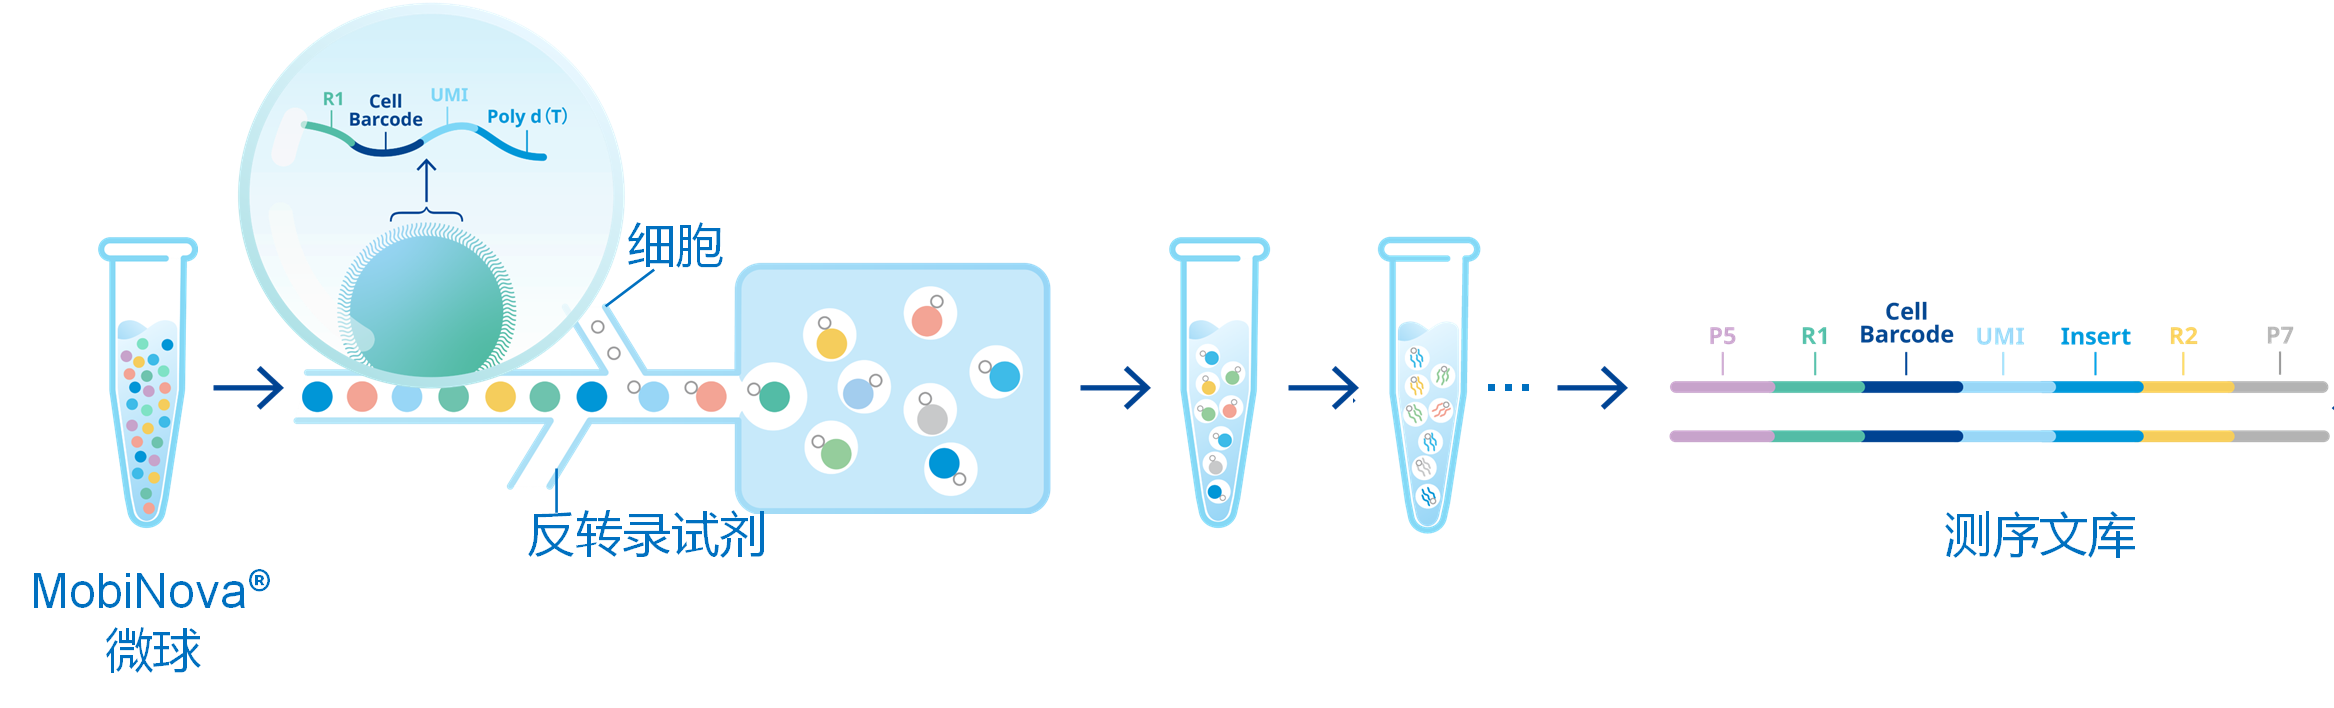 R1
Cell
Barcode
UMI
Poly d（T）
细胞
反转录试剂
MobiNova®
微球
P5
R1
Cell
Barcode
UMI
Insert
R2
P7
测序文库